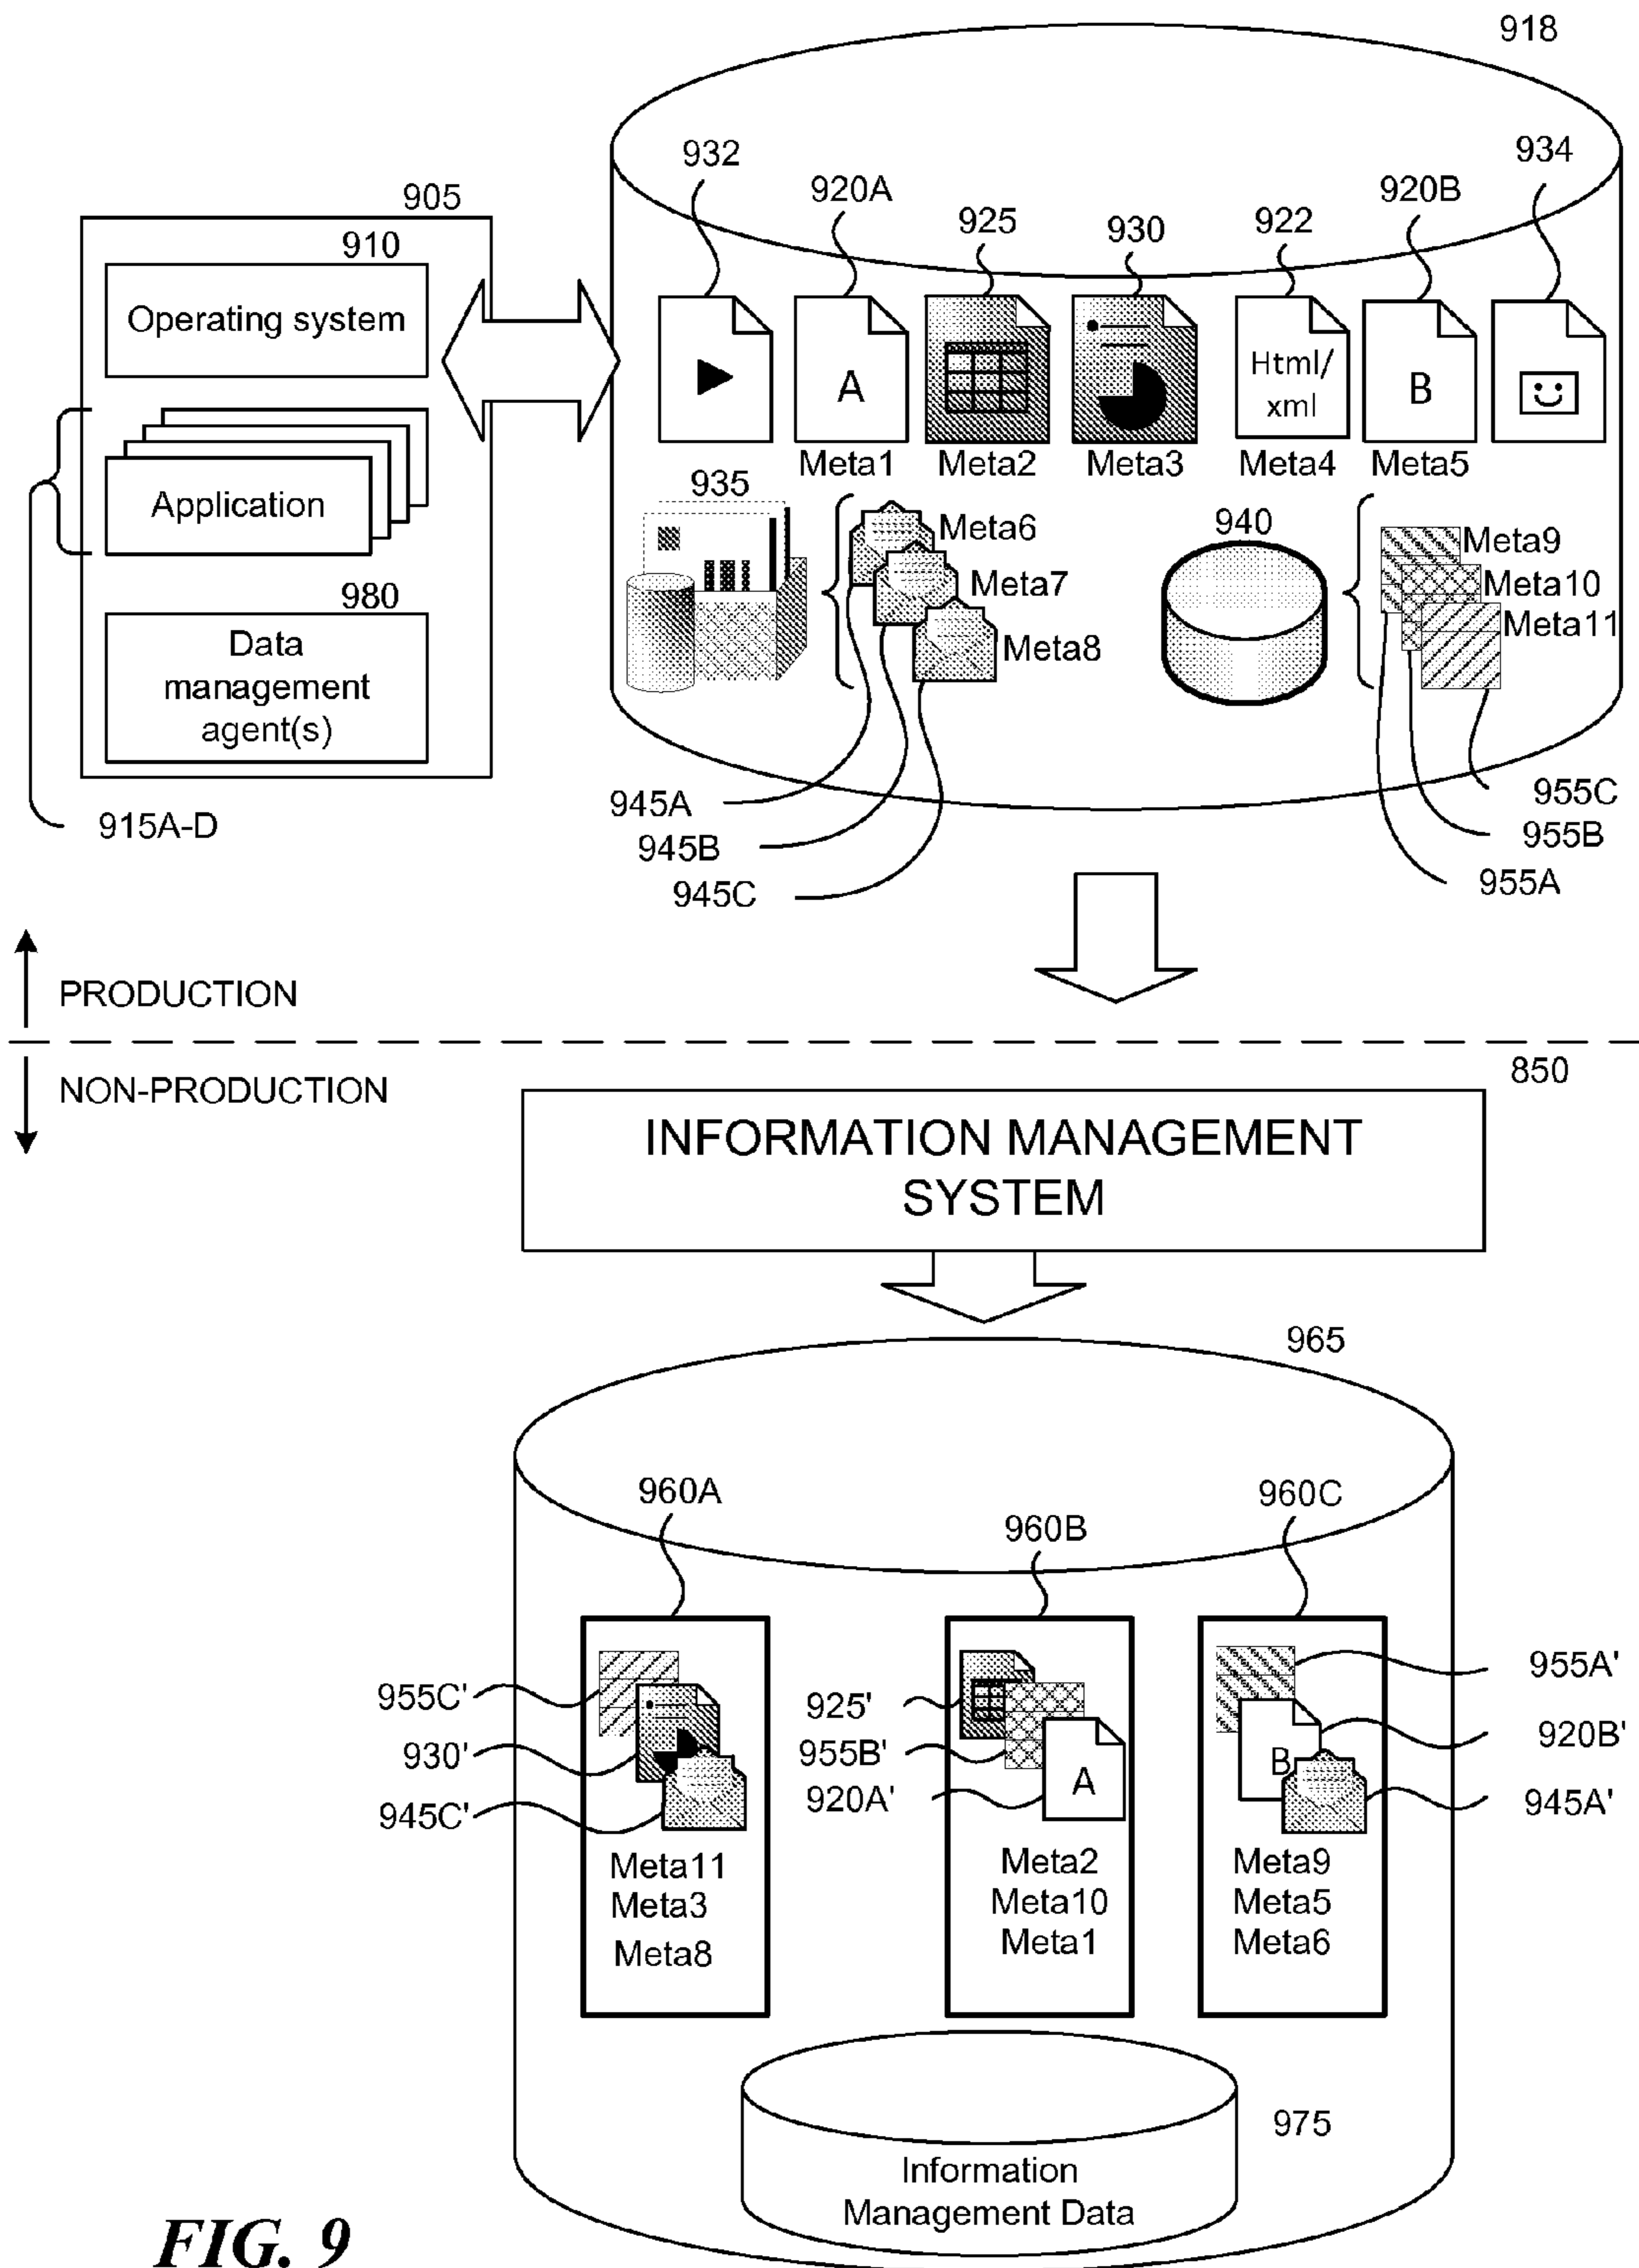 918
932
934
920A
920B
905
925
922
930
910
Operating system
A
Html/
xml
B
Meta1
Meta2
Meta3
Meta4
Meta5
935
Application
940
Meta6
Meta9
Meta7
Meta10
980
Meta11
Data
management
agent(s)
Meta8
945A
955C
915A-D
945B
955B
945C
955A
PRODUCTION
850
NON-PRODUCTION
INFORMATION MANAGEMENT
SYSTEM
965
960A
960C
960B
955C'
925'
955A'
930'
955B'
920B'
945C'
920A'
A
B
945A'
Meta11
Meta3
Meta8
Meta2
Meta10
Meta1
Meta9
Meta5
Meta6
975
Information
Management Data
FIG. 9